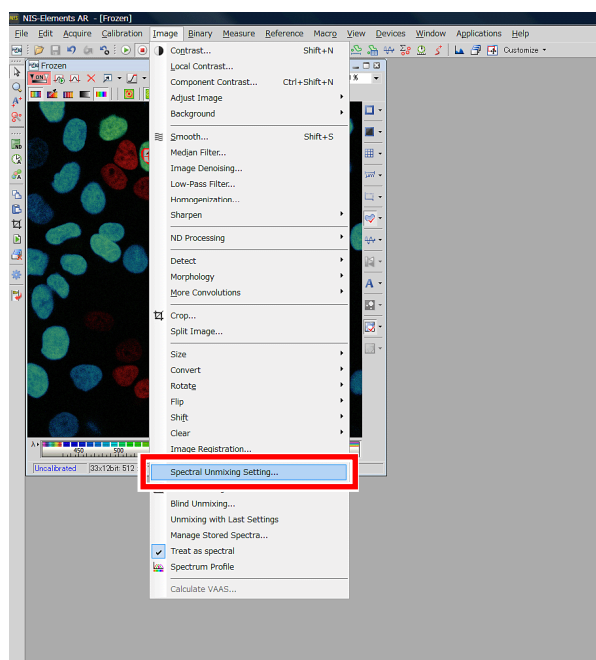 NIS-Elements AR - [Frozen]
File Edit Acquire Calibration Image Binary Measure Reference Macro View Devices Window Applications Help
Customize
Frozen
Contrast... Shift+N
Local Contrast...
Component Contrast... Ctrl+Shift+N
Adjust Image
Background
Smooth... Shift+S
Median Filter...
Image Denoising...
Low-Pass Filter...
Homogenization...
Sharpen
ND Processing
Detect
Morphology
More Convolutions
Crop...
Split Image...
Size
Convert
Rotate
Flip
Shift
Clear
Image Registration...
450 500
Uncalibrated 33x12bit: 512
Spectral Unmixing Setting...
Blind Unmixing...
Unmixing with Last Settings
Manage Stored Spectra...
Treat as spectral
Spectrum Profile
Calculate VAAS...